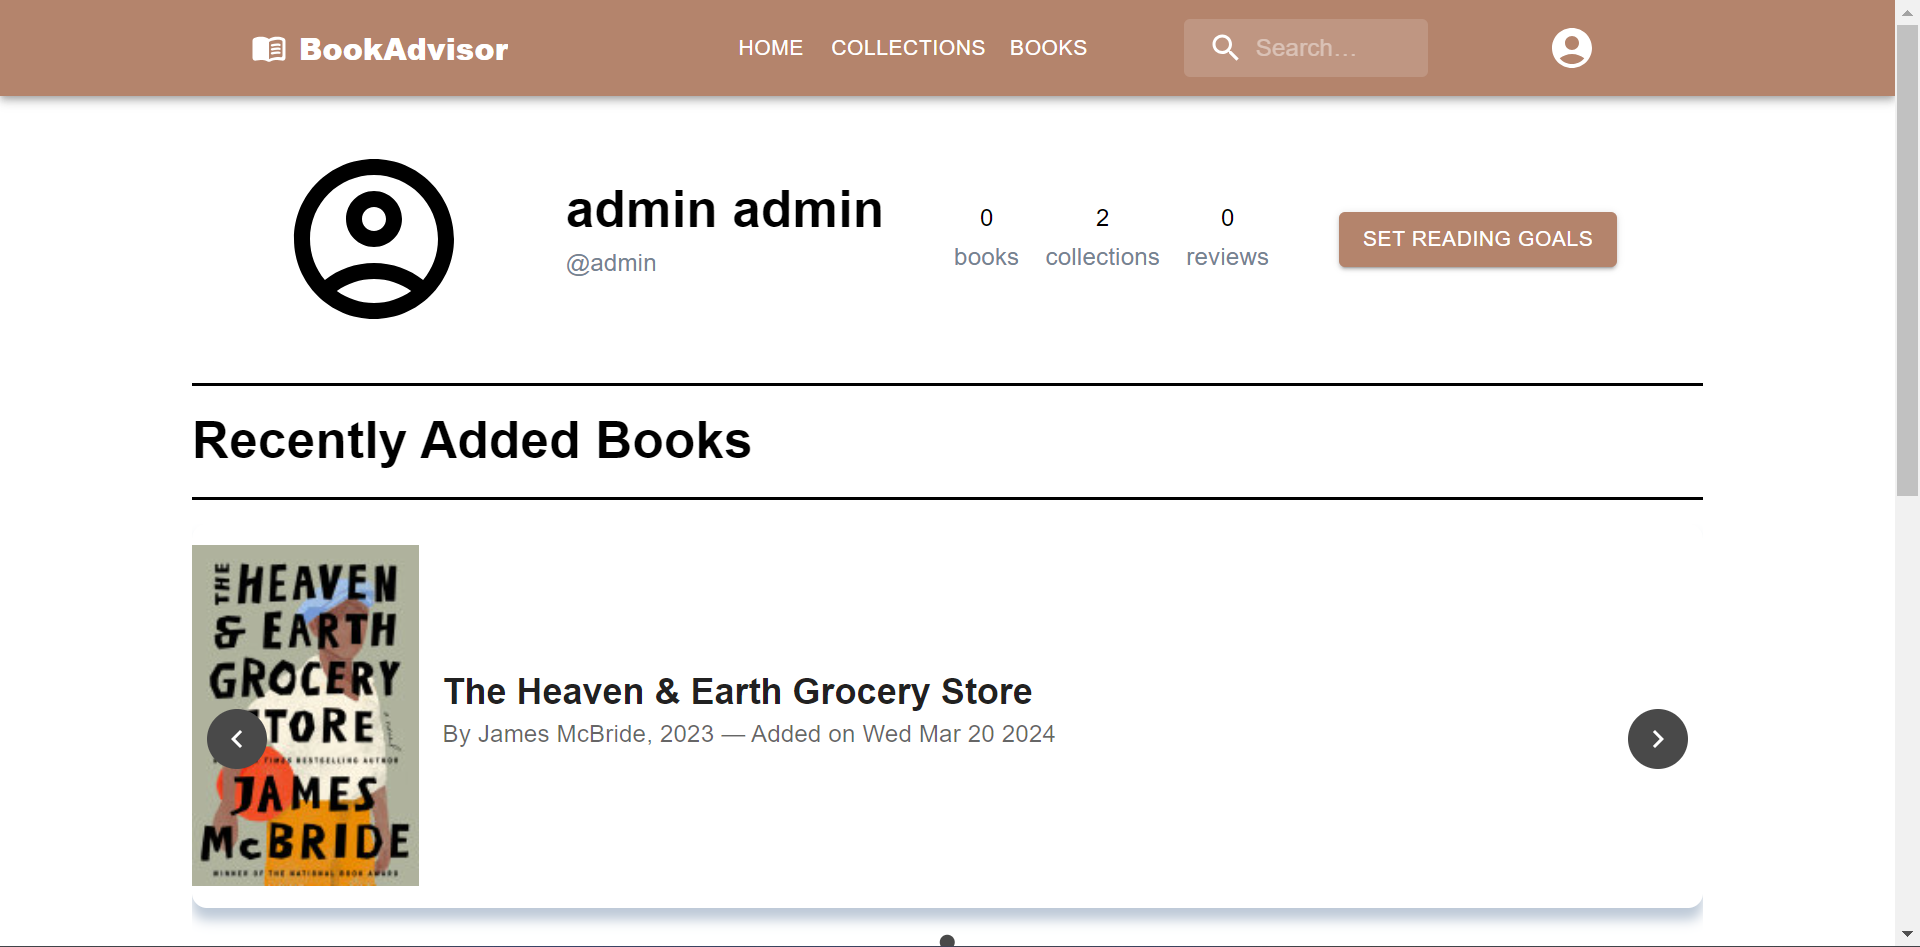 BookAdvisor
HOME COLLECTIONS BOOKS
Search…
admin admin
@admin
0 2 0
books collections reviews
SET READING GOALS
Recently Added Books
THE HEAVEN
& EARTH
GROCERY
STORE
a novel
TIMES BESTSELLING AUTHOR
JAMES
McBRIDE
WINNER OF THE NATIONAL BOOK AWARD
The Heaven & Earth Grocery Store
By James McBride, 2023 — Added on Wed Mar 20 2024